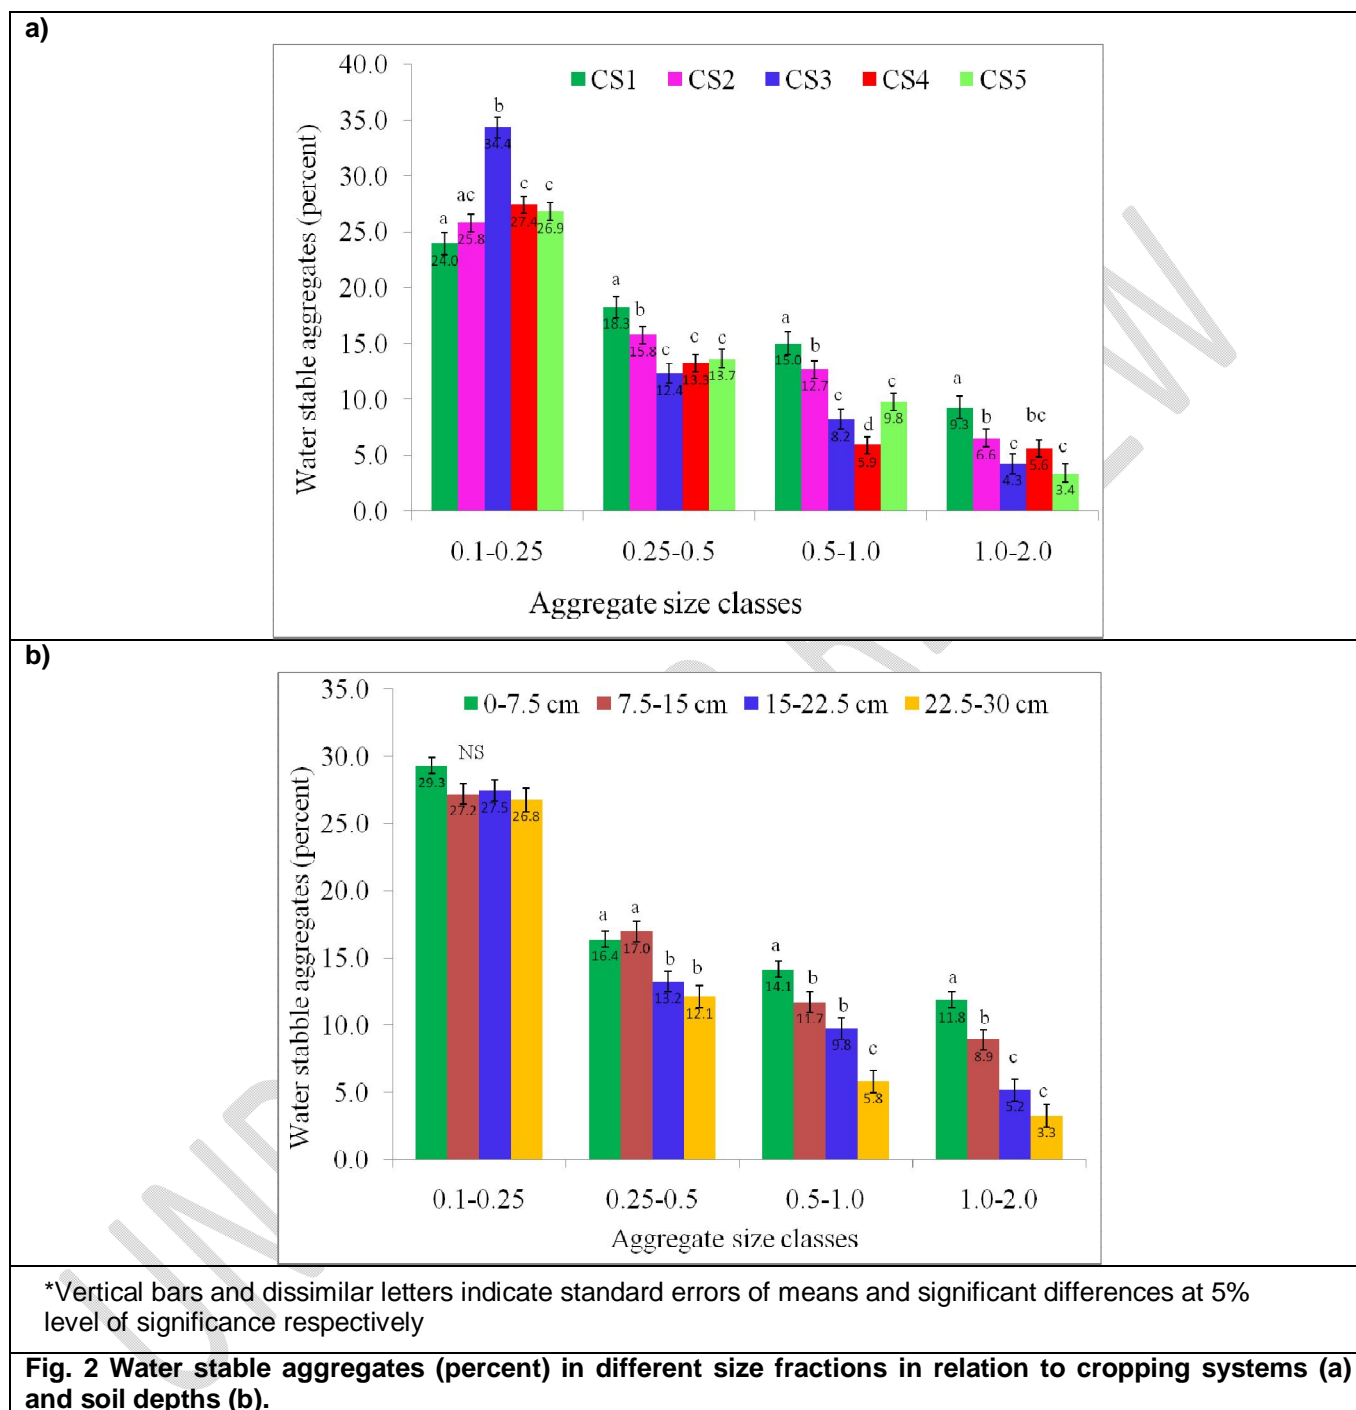 a)
40.0
35.0
30.0
25.0
20.0
15.0
10.0
5.0
0.0
Water stable aggregates (percent)
CS1 CS2 CS3 CS4 CS5
a ac b c c
24.0 25.8 34.4 27.4 26.9
a b c c c
18.3 15.8 12.4 13.3 13.7
a b c d c
15.0 12.7 8.2 5.9 9.8
a b c bc c
9.3 6.6 4.3 5.6 3.4
0.1-0.25 0.25-0.5 0.5-1.0 1.0-2.0
Aggregate size classes
b)
35.0
30.0
25.0
20.0
15.0
10.0
5.0
0.0
Water stabble aggregates (percent)
0-7.5 cm 7.5-15 cm 15-22.5 cm 22.5-30 cm
NS
29.3 27.2 27.5 26.8
a a b b
16.4 17.0 13.2 12.1
a b b c
14.1 11.7 9.8 5.8
a b c c
11.8 8.9 5.2 3.3
0.1-0.25 0.25-0.5 0.5-1.0 1.0-2.0
Aggregate size classes
*Vertical bars and dissimilar letters indicate standard errors of means and significant differences at 5%
level of significance respectively
Fig. 2 Water stable aggregates (percent) in different size fractions in relation to cropping systems (a)
and soil depths (b).